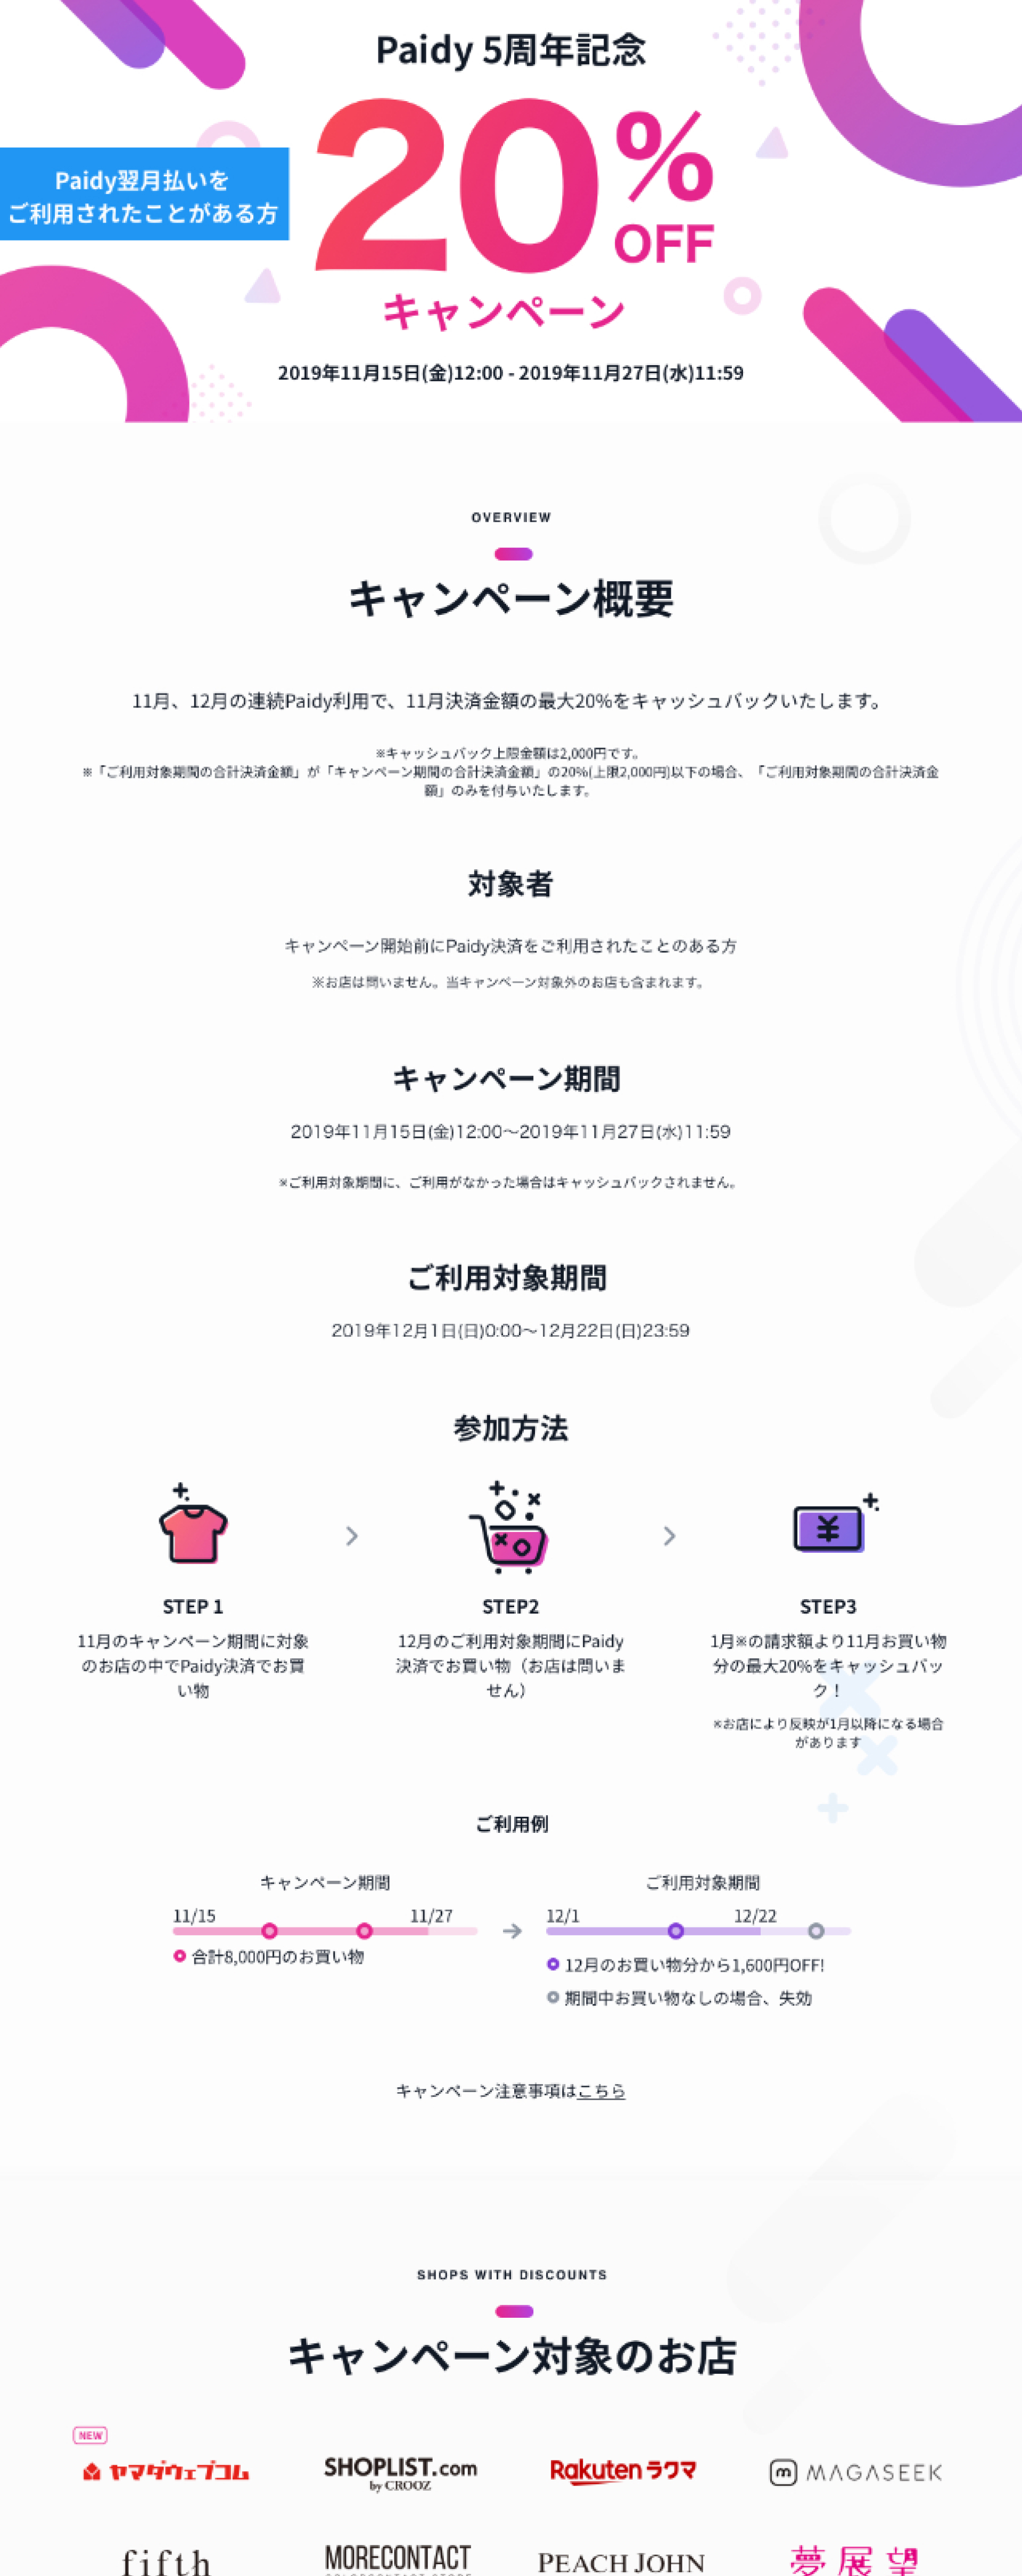 Paidy 5周年記念
20%
OFF
Paidy翌月払いを
ご利用されたことがある方
キャンペーン
2019年11月15日(金)12:00 - 2019年11月27日(水)11:59
OVERVIEW
キャンペーン概要
11月、12月の連続Paidy利用で、11月決済金額の最大20%をキャッシュバックいたします。
※キャッシュバック上限金額は2,000円です。
※「ご利用対象期間の合計決済金額」が「キャンペーン期間の合計決済金額」の20%(上限2,000円)以下の場合、「ご利用対象期間の合計決済金
額」のみを付与いたします。
対象者
キャンペーン開始前にPaidy決済をご利用されたことのある方
※お店は問いません。当キャンペーン対象外のお店も含まれます。
キャンペーン期間
2019年11月15日(金)12:00〜2019年11月27日(水)11:59
※ご利用対象期間に、ご利用がなかった場合はキャッシュバックされません。
ご利用対象期間
2019年12月1日(日)0:00〜12月22日(日)23:59
参加方法
STEP 1
11月のキャンペーン期間に対象
のお店の中でPaidy決済でお買
い物
STEP2
12月のご利用対象期間にPaidy
決済でお買い物（お店は問いま
せん）
STEP3
1月※の請求額より11月お買い物
分の最大20%をキャッシュバッ
ク！
※お店により反映が1月以降になる場合
があります
ご利用例
キャンペーン期間
11/15 11/27
合計8,000円のお買い物
ご利用対象期間
12/1 12/22
12月のお買い物分から1,600円OFF!
期間中お買い物なしの場合、失効
キャンペーン注意事項はこちら
SHOPS WITH DISCOUNTS
キャンペーン対象のお店
NEW
ヤマダウェブコム
SHOPLIST.com
by CROOZ
Rakuten ラクマ
m MAGASEEK
fifth
MORECONTACT
PEACH JOHN
夢展望